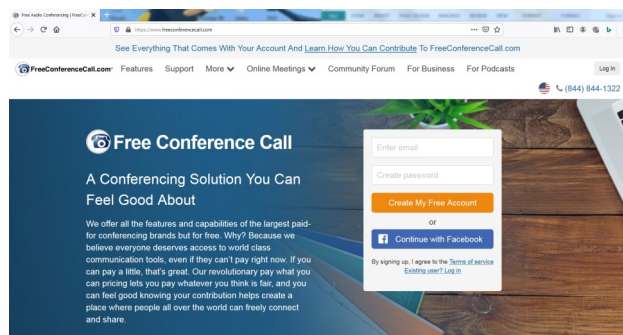 Free Audio Conferencing | FreeCon
https://www.freeconferencecall.com
See Everything That Comes With Your Account And Learn How You Can Contribute To FreeConferenceCall.com
FreeConferenceCall.com Features Support More Online Meetings Community Forum For Business For Podcasts Log In
(844) 844-1322
Free Conference Call
A Conferencing Solution You Can
Feel Good About
We offer all the features and capabilities of the largest paid-
for conferencing brands but for free. Why? Because we
believe everyone deserves access to world class
communication tools, even if they can't pay right now. If you
can pay a little, that's great. Our revolutionary pay what you
can pricing lets you pay whatever you think is fair, and you
can feel good knowing your contribution helps create a
place where people all over the world can freely connect
and share.
Enter email
Create password
Create My Free Account
or
Continue with Facebook
By signing up, I agree to the Terms of service
Existing user? Log in